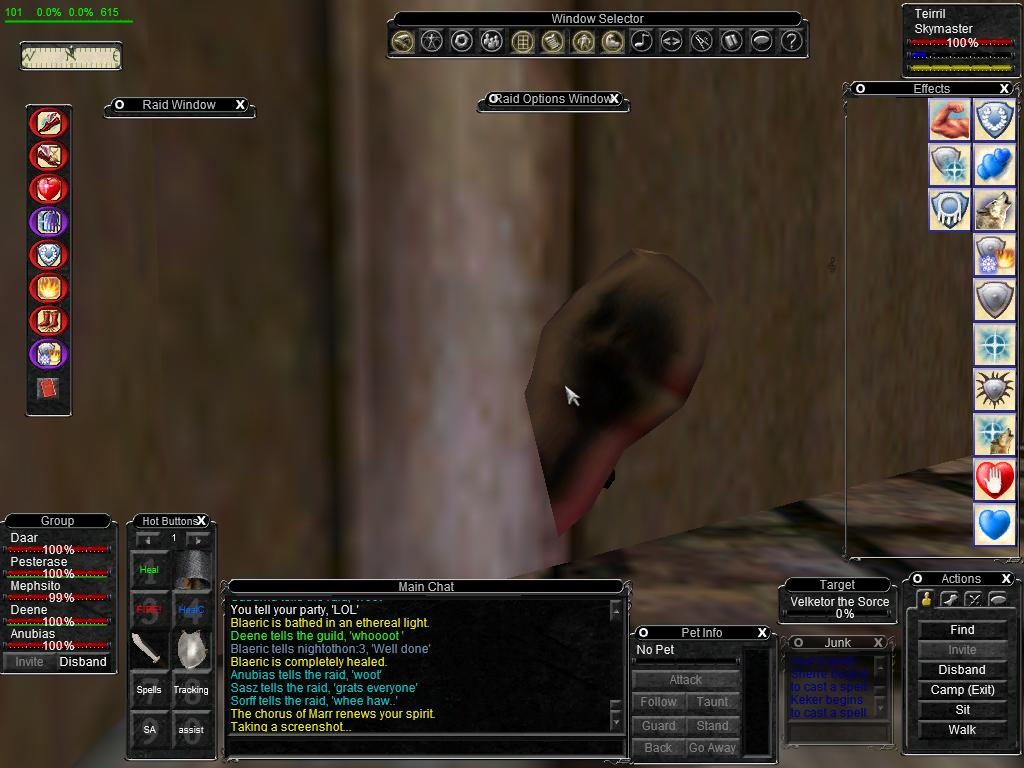 101 0.0% 0.0% 615
Window Selector
Teirril
Skymaster
100%
W N E
O Raid Window X
O Raid Options Window X
O Effects X
Group
Daar
100%
Pesterase
100%
Mephsito
99%
Deene
100%
Anubias
100%
Invite Disband
Hot Buttons X
1
Heal
FIRE!
HealC
Spells Tracking
SA assist
Main Chat
You tell your party, 'LOL'
Blaeric is bathed in an ethereal light.
Deene tells the guild, 'whoooot '
Blaeric tells nightothon:3, 'Well done'
Blaeric is completely healed.
Anubias tells the raid, 'woot'
Sasz tells the raid, 'grats everyone'
Sorff tells the raid, 'whee haw..'
The chorus of Marr renews your spirit.
Taking a screenshot...
O Pet Info X
No Pet
Attack
Follow Taunt
Guard Stand
Back Go Away
Target
Velketor the Sorce
0%
O Junk X
Sherre begins
to cast a spell
Keker begins
to cast a spell
O Actions X
Find
Invite
Disband
Camp (Exit)
Sit
Walk